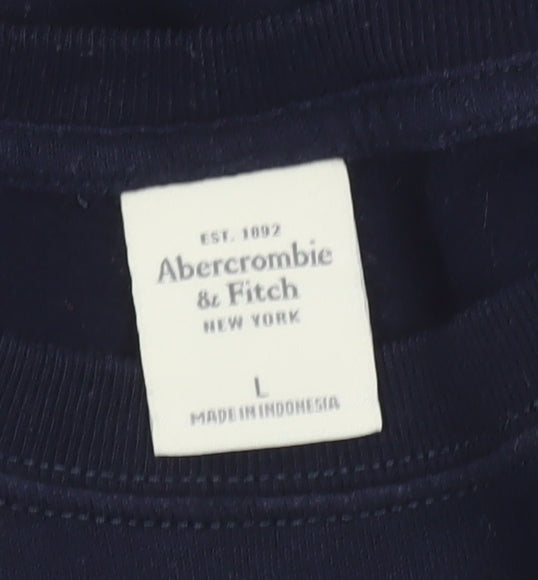 EST. 1892
Abercrombie
& Fitch
NEW YORK
L
MADE IN INDONESIA